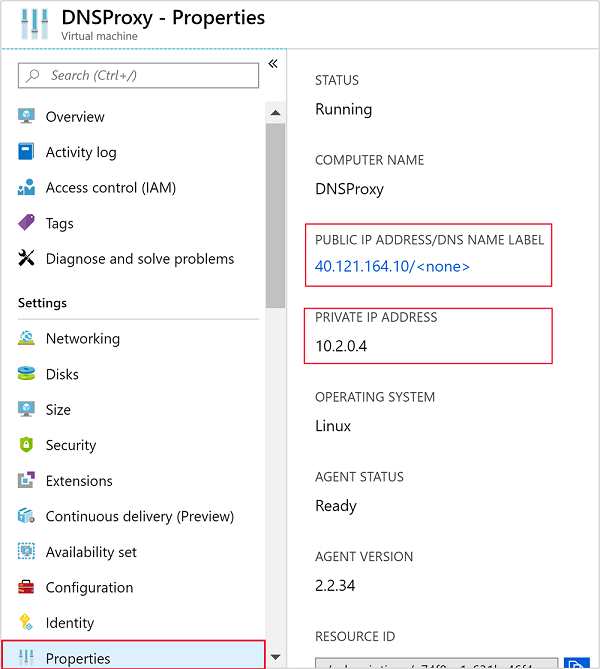 DNSProxy - Properties
Virtual machine
Search (Ctrl+/)
«
Overview
Activity log
Access control (IAM)
Tags
Diagnose and solve problems
Settings
Networking
Disks
Size
Security
Extensions
Continuous delivery (Preview)
Availability set
Configuration
Identity
Properties
STATUS
Running
COMPUTER NAME
DNSProxy
PUBLIC IP ADDRESS/DNS NAME LABEL
40.121.164.10/<none>
PRIVATE IP ADDRESS
10.2.0.4
OPERATING SYSTEM
Linux
AGENT STATUS
Ready
AGENT VERSION
2.2.34
RESOURCE ID